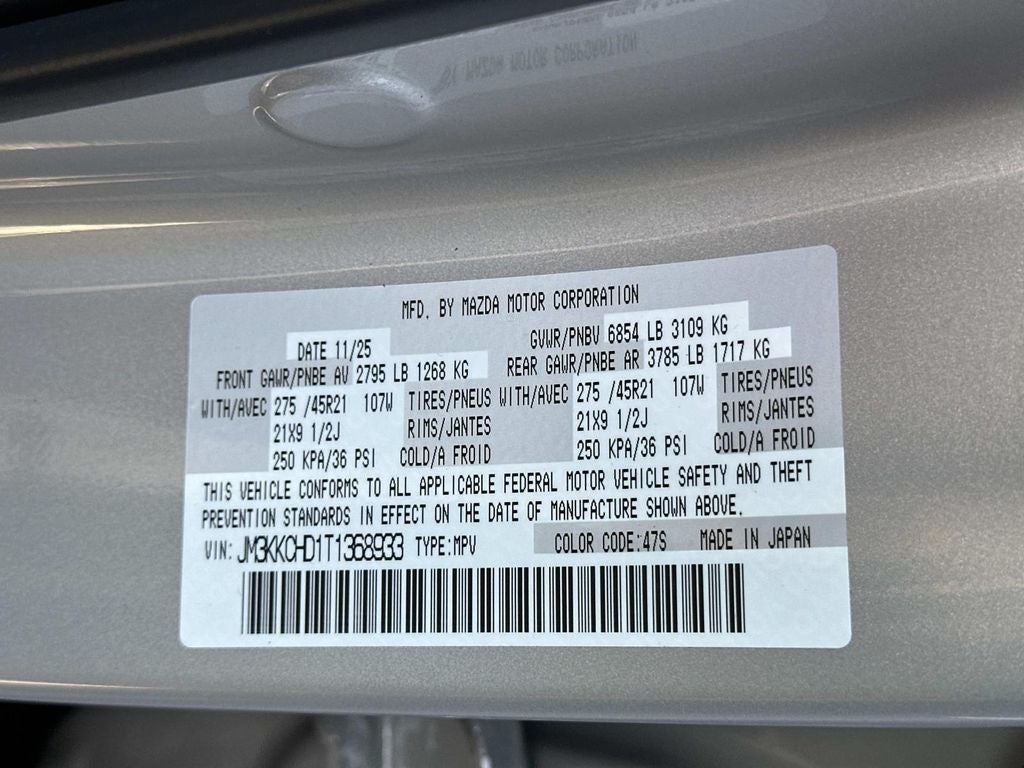 MFD. BY MAZDA MOTOR CORPORATION
DATE 11/25 GVWR/PNBV 6854 LB 3109 KG
FRONT GAWR/PNBE AV 2795 LB 1268 KG REAR GAWR/PNBE AR 3785 LB 1717 KG
WITH/AVEC 275 /45R21 107W TIRES/PNEUS WITH/AVEC 275 /45R21 107W TIRES/PNEUS
21X9 1/2J RIMS/JANTES 21X9 1/2J RIMS/JANTES
250 KPA/36 PSI COLD/A FROID 250 KPA/36 PSI COLD/A FROID
THIS VEHICLE CONFORMS TO ALL APPLICABLE FEDERAL MOTOR VEHICLE SAFETY AND THEFT
PREVENTION STANDARDS IN EFFECT ON THE DATE OF MANUFACTURE SHOWN ABOVE.
VIN: JM3KKCHD1T1368933 TYPE:MPV COLOR CODE:47S MADE IN JAPAN